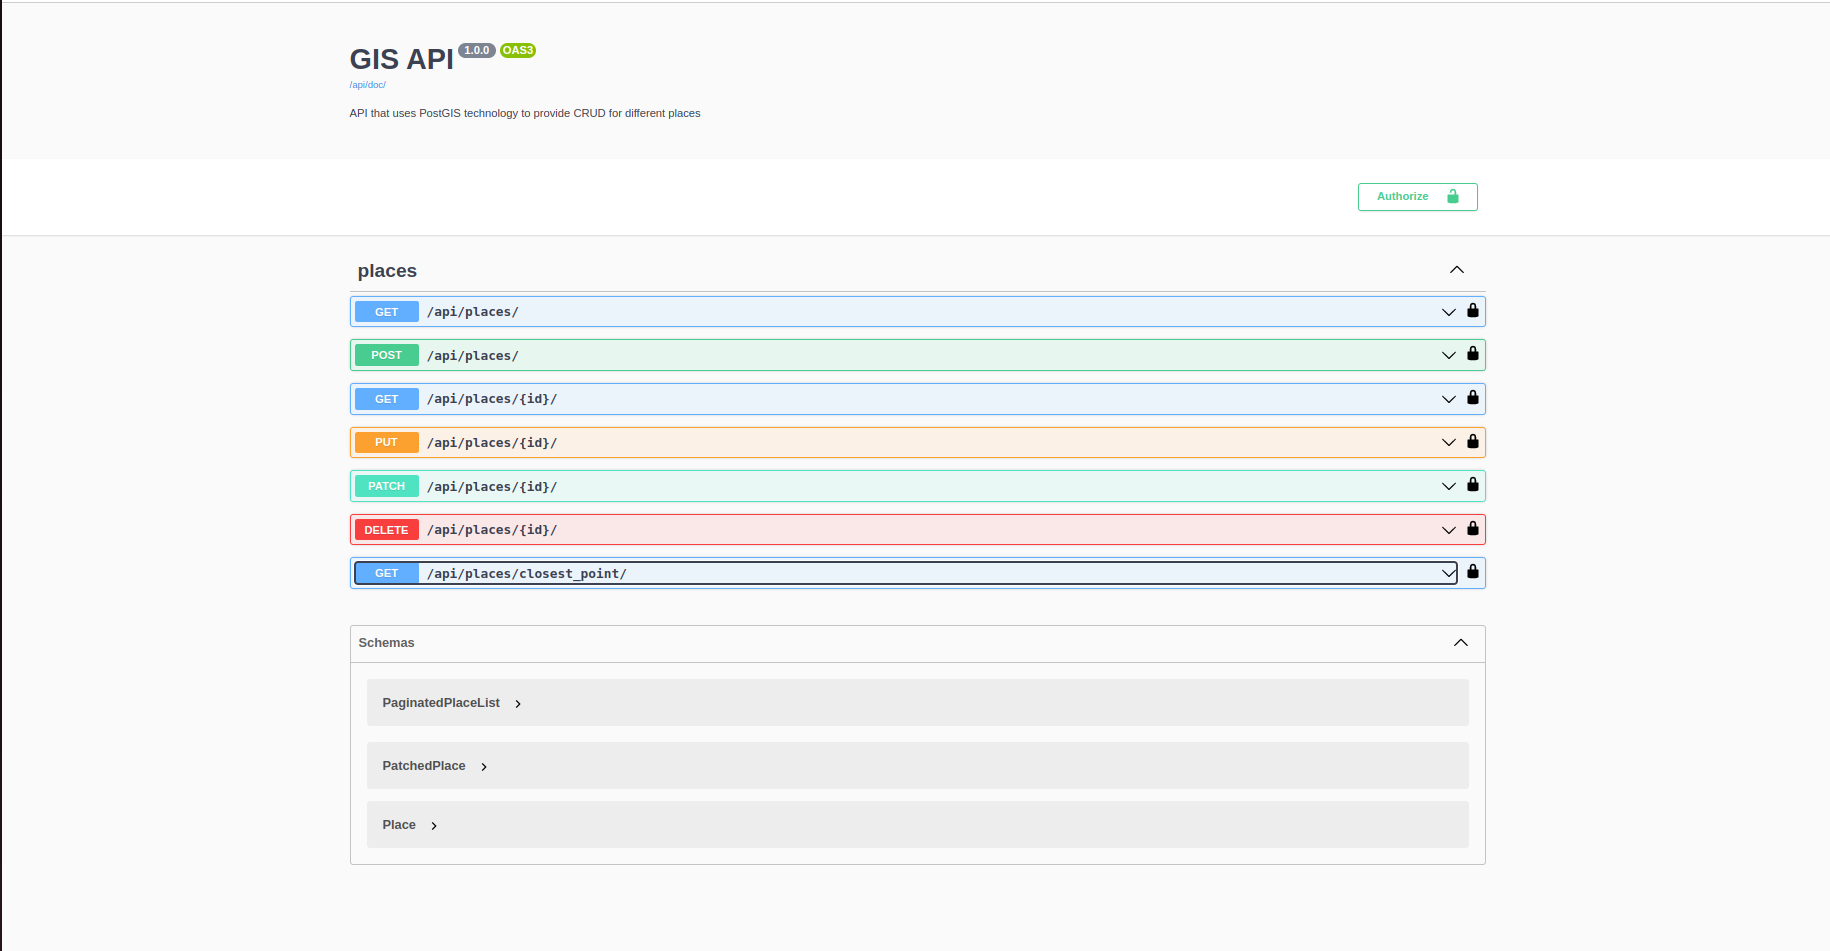 GIS API 1.0.0 OAS3
/api/doc/
API that uses PostGIS technology to provide CRUD for different places
Authorize
places
GET /api/places/
POST /api/places/
GET /api/places/{id}/
PUT /api/places/{id}/
PATCH /api/places/{id}/
DELETE /api/places/{id}/
GET /api/places/closest_point/
Schemas
PaginatedPlaceList
PatchedPlace
Place